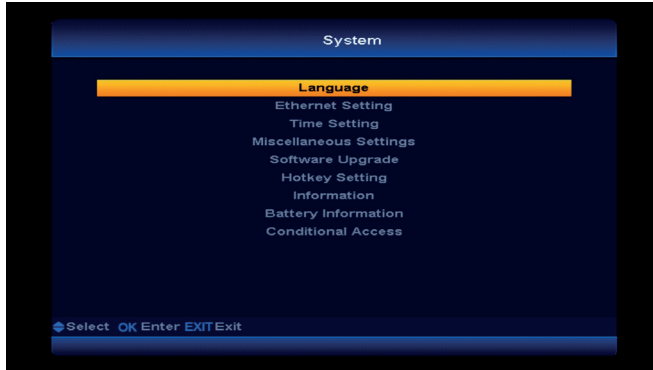 System
Language
Ethernet Setting
Time Setting
Miscellaneous Settings
Software Upgrade
Hotkey Setting
Information
Battery Information
Conditional Access
Select OK Enter EXIT Exit